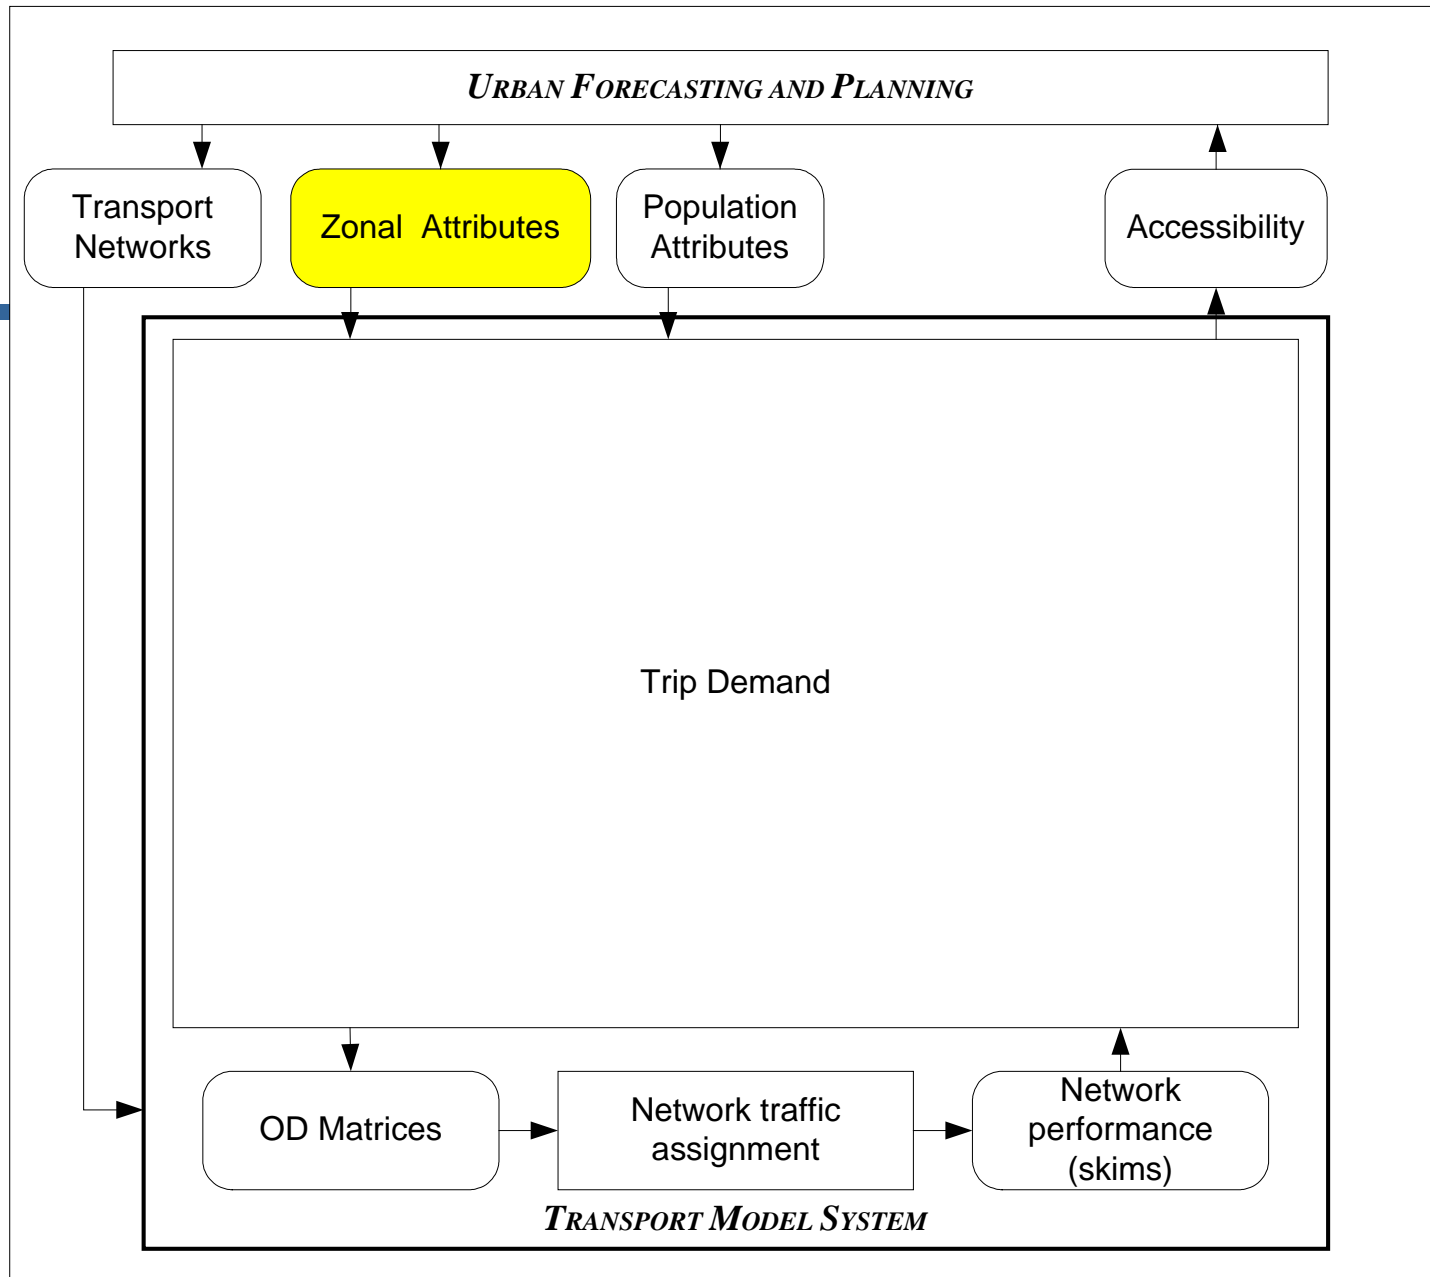 URBAN FORECASTING AND PLANNING
Transport
Networks
Zonal Attributes
Population
Attributes
Accessibility
Trip Demand
OD Matrices
Network traffic
assignment
Network
performance
(skims)
TRANSPORT MODEL SYSTEM